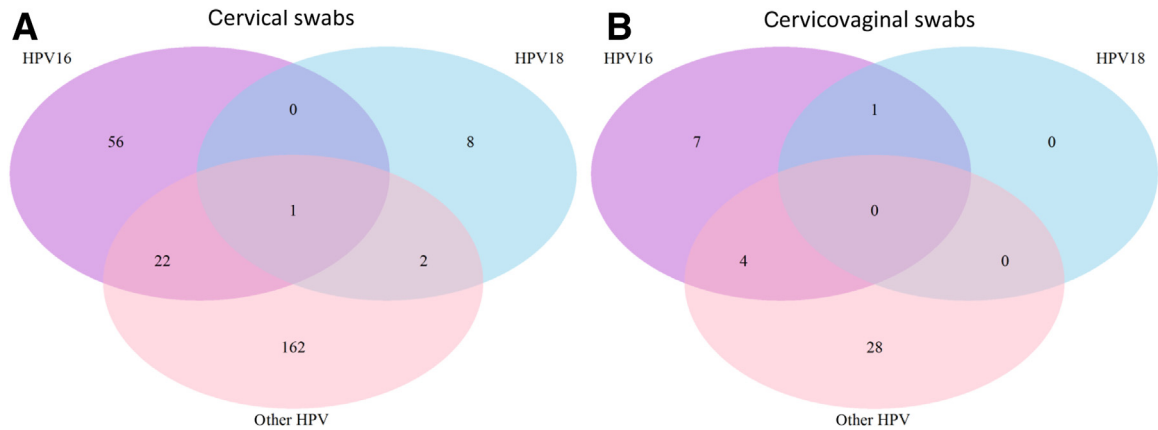 A Cervical swabs
HPV16 HPV18
0
56 8
1
22 2
162
Other HPV
B Cervicovaginal swabs
HPV16 HPV18
1
7 0
0
4 0
28
Other HPV